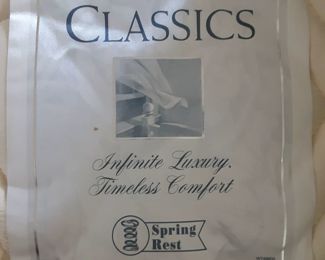 CLASSICS
Infinite Luxury.
Timeless Comfort
Spring
Rest